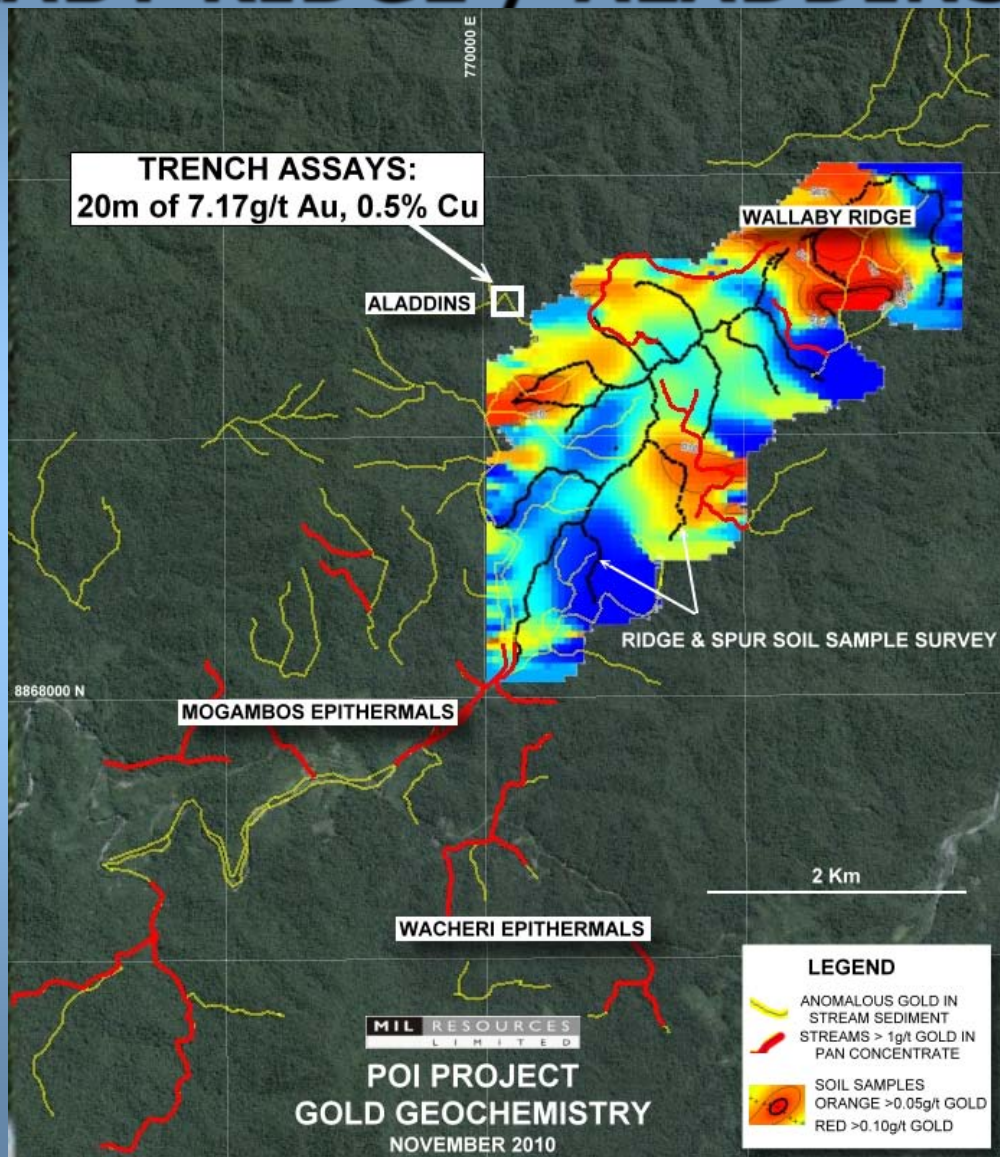 770000 E
TRENCH ASSAYS:
20m of 7.17g/t Au, 0.5% Cu
WALLABY RIDGE
ALADDINS
RIDGE & SPUR SOIL SAMPLE SURVEY
8868000 N
MOGAMBOS EPITHERMALS
2 Km
WACHERI EPITHERMALS
LEGEND
ANOMALOUS GOLD IN
STREAM SEDIMENT
STREAMS > 1g/t GOLD IN
PAN CONCENTRATE
SOIL SAMPLES
ORANGE >0.05g/t GOLD
RED >0.10g/t GOLD
MIL RESOURCES
LIMITED
POI PROJECT
GOLD GEOCHEMISTRY
NOVEMBER 2010